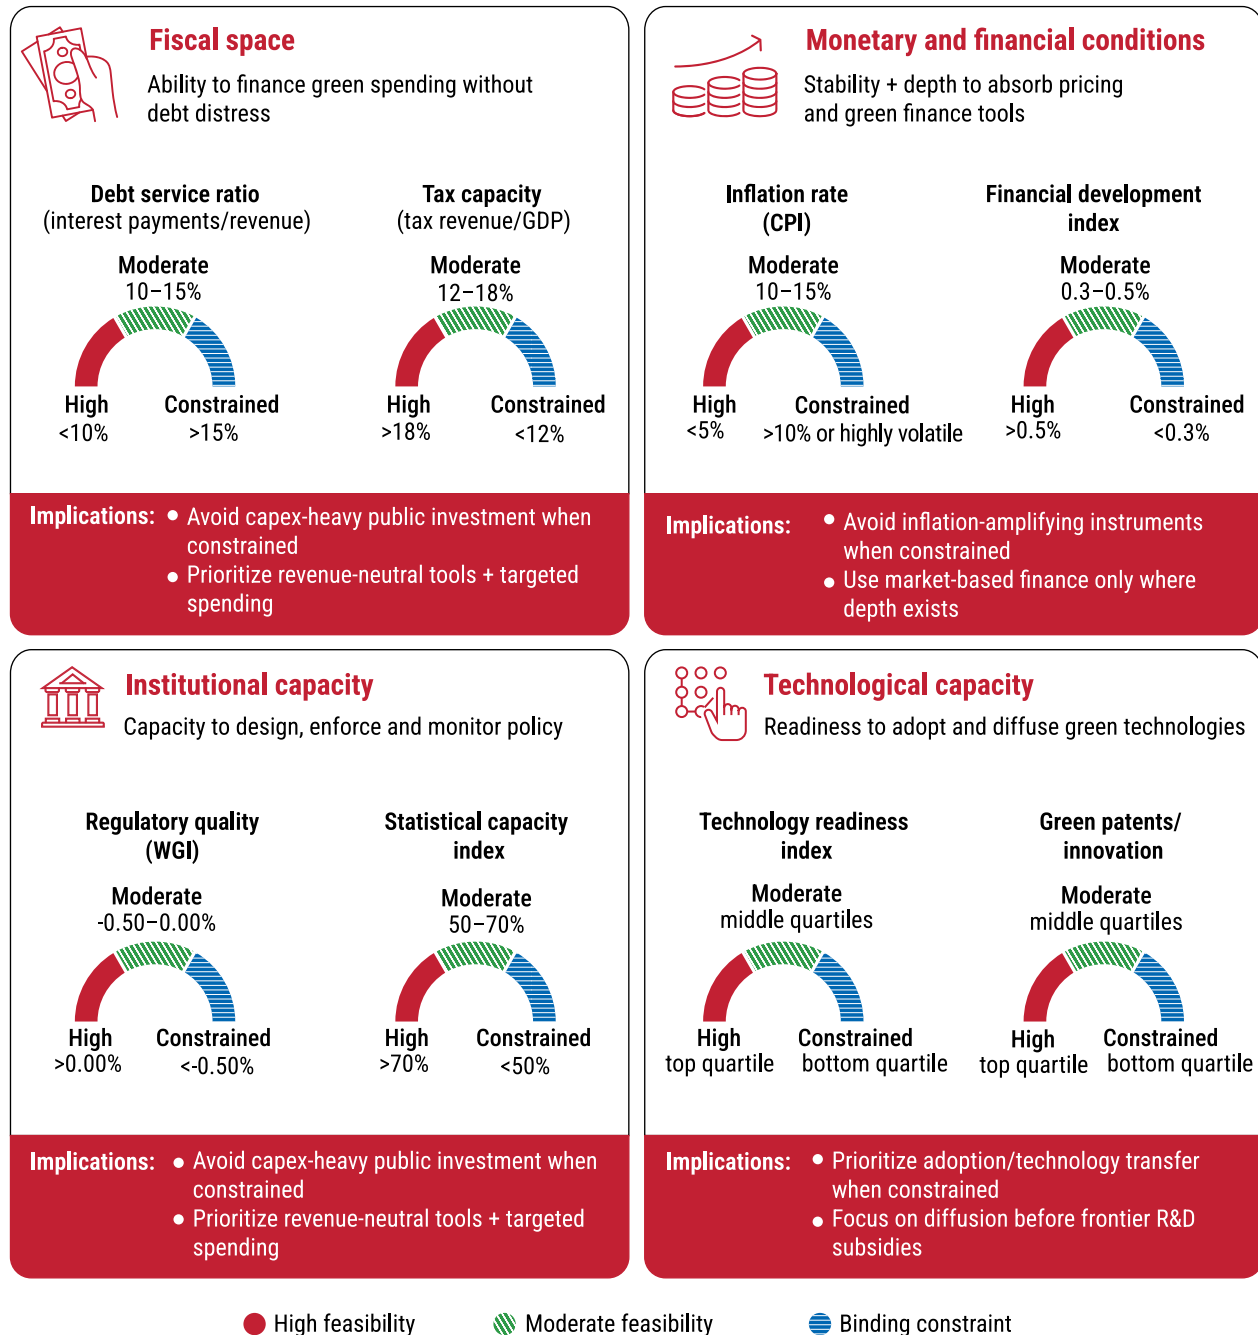 Fiscal space
Ability to finance green spending without
debt distress
Debt service ratio
(interest payments/revenue)
Moderate
10–15%
High
<10%
Constrained
>15%
Tax capacity
(tax revenue/GDP)
Moderate
12–18%
High
>18%
Constrained
<12%
Implications:
● Avoid capex-heavy public investment when
constrained
● Prioritize revenue-neutral tools + targeted
spending
Monetary and financial conditions
Stability + depth to absorb pricing
and green finance tools
Inflation rate
(CPI)
Moderate
10–15%
High
<5%
Constrained
>10% or highly volatile
Financial development
index
Moderate
0.3–0.5%
High
>0.5%
Constrained
<0.3%
Implications:
● Avoid inflation-amplifying instruments
when constrained
● Use market-based finance only where
depth exists
Institutional capacity
Capacity to design, enforce and monitor policy
Regulatory quality
(WGI)
Moderate
-0.50–0.00%
High
>0.00%
Constrained
<-0.50%
Statistical capacity
index
Moderate
50–70%
High
>70%
Constrained
<50%
Implications:
● Avoid capex-heavy public investment when
constrained
● Prioritize revenue-neutral tools + targeted
spending
Technological capacity
Readiness to adopt and diffuse green technologies
Technology readiness
index
Moderate
middle quartiles
High
top quartile
Constrained
bottom quartile
Green patents/
innovation
Moderate
middle quartiles
High
top quartile
Constrained
bottom quartile
Implications:
● Prioritize adoption/technology transfer
when constrained
● Focus on diffusion before frontier R&D
subsidies
High feasibility
Moderate feasibility
Binding constraint